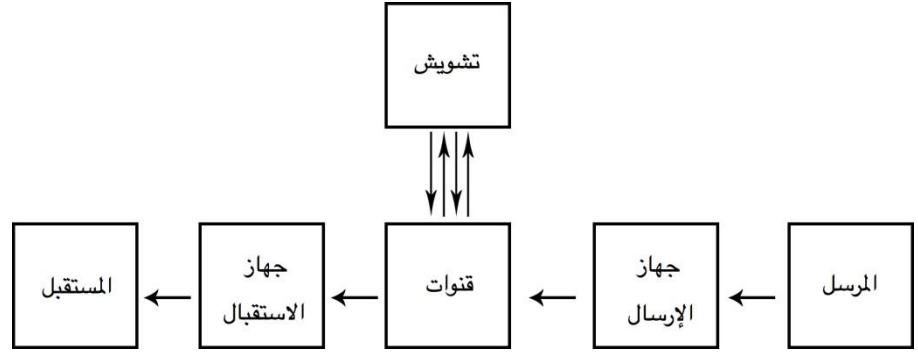 تشويش
المرسل
جهاز
الإرسال
قنوات
جهاز
الاستقبال
المستقبل